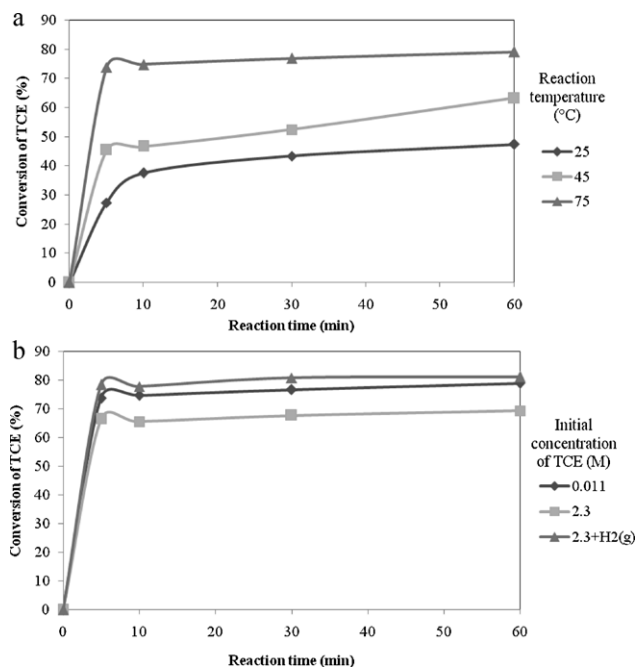 a
90
80
70
60
50
40
30
20
10
0
Conversion of TCE (%)
0 10 20 30 40 50 60
Reaction time (min)
Reaction
temperature
(°C)
25
45
75
b
90
80
70
60
50
40
30
20
10
0
Conversion of TCE (%)
0 10 20 30 40 50 60
Reaction time (min)
Initial
concentration
of TCE (M)
0.011
2.3
2.3+H2(g)